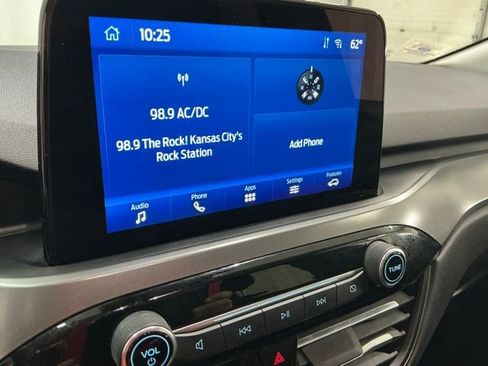 10:25
62°
98.9 AC/DC
98.9 The Rock! Kansas City's
Rock Station
Add Phone
Audio
Phone
Apps
Settings
Features
VOL
TUNE